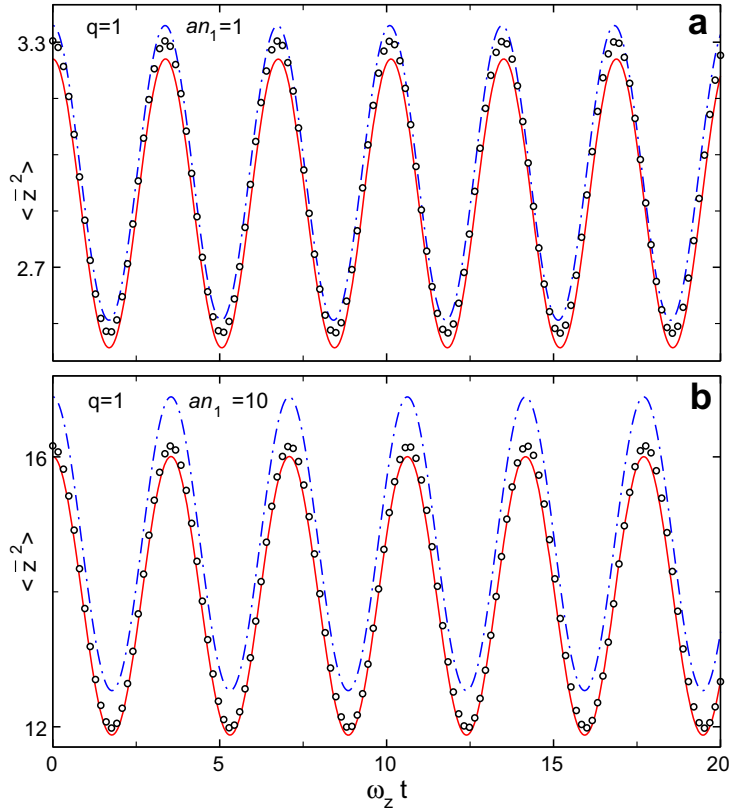 q=1 an₁=1 a
3.3
2.7
< z̄ ² >
q=1 an₁ =10 b
16
12
< z̄ ² >
0 5 10 15 20
ω_z t